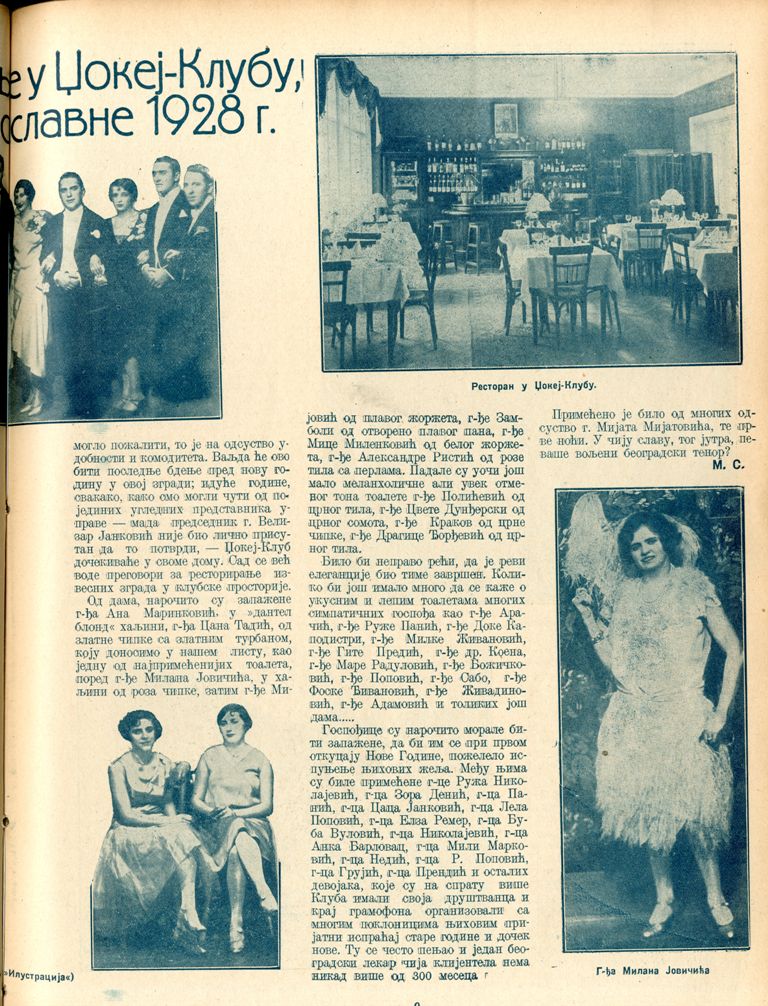 ье у Џокеј-Клубу,
ославне 1928 г.
Ресторан у Џокеј-Клубу.
могло пожалити, то је на одсуство у-
добности и комодитета. Ваљда ће ово
бити последње бдење пред нову го-
дину у овој згради; идуће године,
свакако, како смо могли чути од по-
јединих угледних представника у-
праве — мада председник г. Вели-
зар Јанковић није био лично прису-
тан да то потврди, — Џокеј-Клуб
дочекиваће у своме дому. Сад се већ
воде преговори за ресторирање из-
весних зграда у клубске просторије.
Од дама, нарочито су запажене
г-ђа Ана Маринковић, у »дантел
блонд« хаљини, г-ђа Цана Тадић, од
златне чипке са златним турбаном,
коју доносимо у нашем листу, као
једну од најпримећенијих тоалета,
поред г-ђе Милана Јовичића, у ха-
љини од роза чипке, затим г-ђе Ми-
јовић од плавог жоржета, г-ђе Зам-
боли од отворено плавог пана, г-ђе
Мице Миленковић од белог жорже-
та, г-ђе Александре Ристић од розе
тила са перлама. Падале су уочи још
мало меланхоличне али увек отме-
ног тона тоалете г-ђе Полићевић од
црног тила, г-ђе Цвете Дунђерски од
црног сомота, г-ђе Краков од црне
чипке, г-ђе Драгице Ђорђевић од цр-
ног тила.
Било би неправо рећи, да је реви
елеганције био тиме завршен. Коли-
ко би још имало много да се каже о
укусним и лепим тоалетама многих
симпатичних госпођа као г-ђе Ара-
чић, г-ђе Руже Панић, г-ђе Доке Ка-
подистри, г-ђе Милке Живановић,
г-ђе Гите Предић, г-ђе др. Коена,
г-ђе Маре Радуловић, г-ђе Божичко-
вић, г-ђе Поповић, г-ђе Сабо, г-ђе
Фоске Ћивановић, г-ђе Живадино-
вић, г-ђе Адамовић и толиких још
дама.....
Госпођице су нарочито морале би-
ти запажене, да би им се при првом
откуцају Нове Године, пожелело ис-
пуњење њихових жеља. Међу њима
су биле примећене г-це Ружа Нико-
лајевић, г-ца Зора Денић, г-ца Па-
нић, г-ца Цаца Јанковић, г-ца Лела
Поповић, г-ца Елза Ремер, г-ца Бу-
ба Вуловић, г-ца Николајевић, г-ца
Анка Барловац, г-ца Мили Марко-
вић, г-ца Недић, г-ца Р. Поповић,
г-ца Грујић, г-ца Прендић и осталих
девојака, које су на спрату више
Клуба имали своја друштванца и
крај грамофона организовали са
многим поклоницима њиховим при-
јатни испраћај старе године и дочек
нове. Ту се често пењао и један бео-
градски лекар чија клијентела нема
никад више од 300 месеца г
Примећено је било од многих од-
суство г. Мијата Мијатовића, те пр-
ве ноћи. У чију славу, тог јутра, пе-
ваше вољени београдски тенор?
М. С.
»Илустрација«)
Г-ђа Милана Јовичића